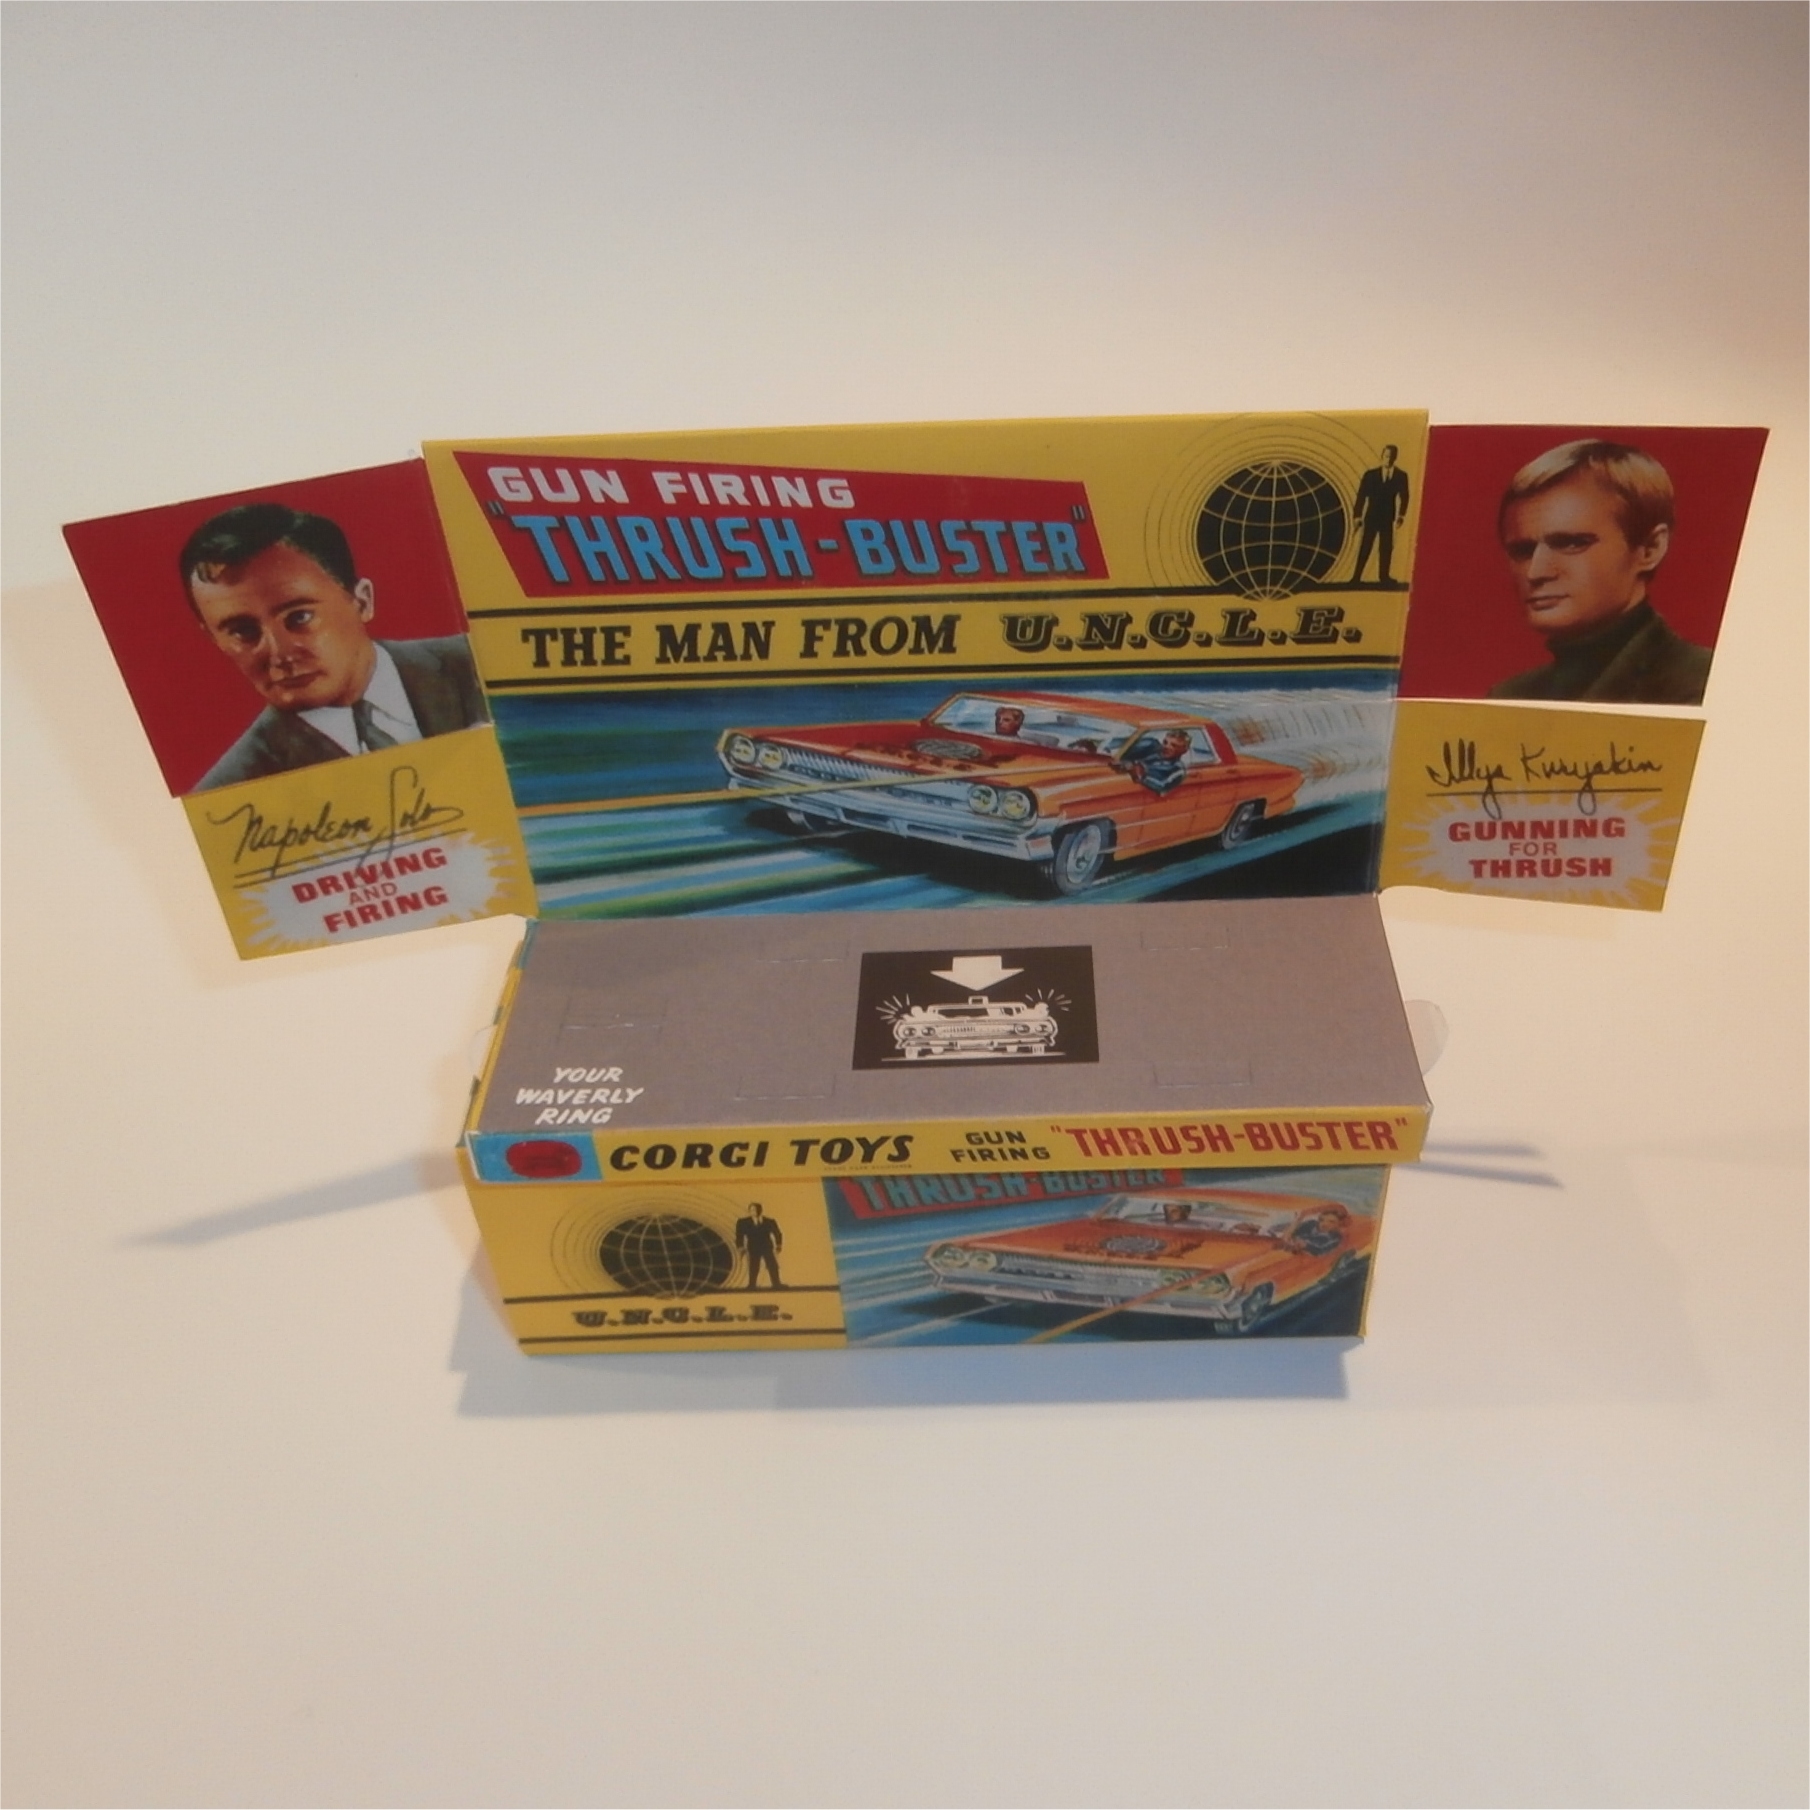 GUN FIRING
"THRUSH-BUSTER"
THE MAN FROM U.N.C.L.E.
Napoleon Solo
DRIVING
AND
FIRING
Illya Kuryakin
GUNNING
FOR
THRUSH
YOUR
WAVERLY
RING
CORGI TOYS
GUN
FIRING
"THRUSH-BUSTER"
THRUSH-BUSTER
U.N.C.L.E.